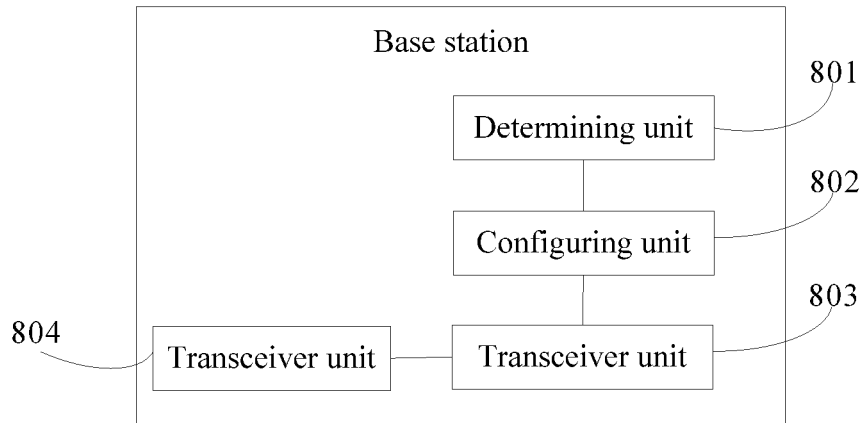 Base station
801
Determining unit
802
Configuring unit
803
804
Transceiver unit
Transceiver unit